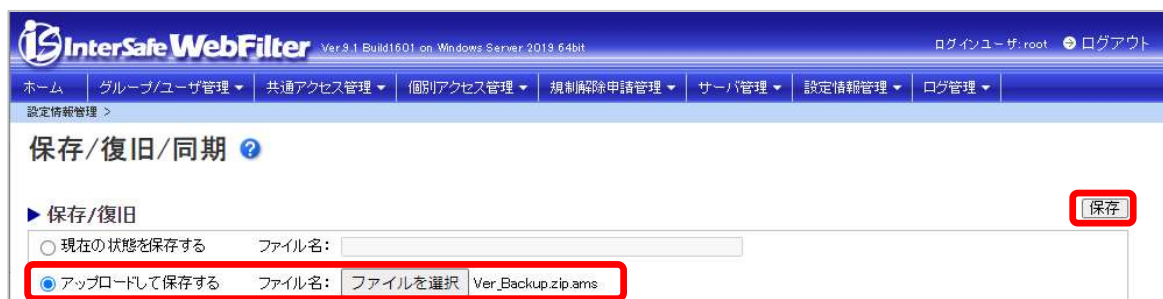 InterSafe WebFilter Ver.9.1 Build1601 on Windows Server 2019 64bit ログインユーザ:root ログアウト
ホーム グループ/ユーザ管理 共通アクセス管理 個別アクセス管理 規制解除申請管理 サーバ管理 設定情報管理 ログ管理
設定情報管理 >
保存/復旧/同期
保存/復旧 保存
現在の状態を保存する ファイル名:
アップロードして保存する ファイル名: ファイルを選択 Ver_Backup.zip.ams